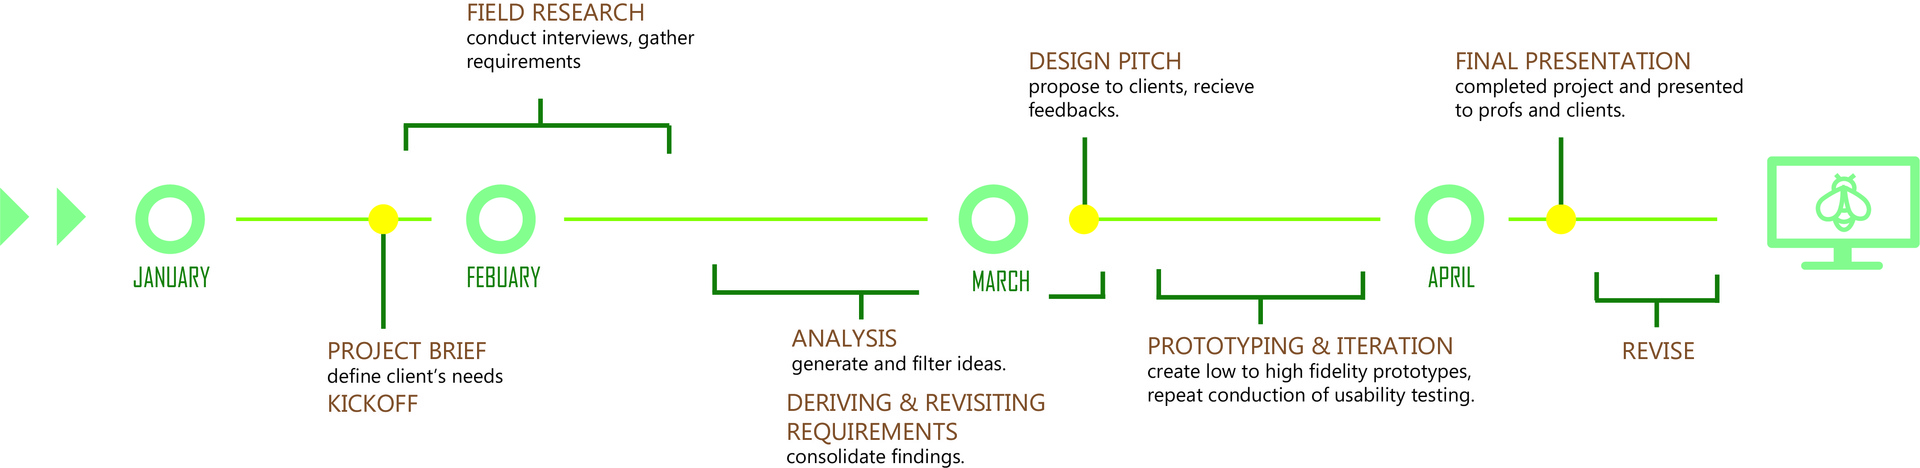 FIELD RESEARCH
conduct interviews, gather
requirements
DESIGN PITCH
propose to clients, recieve
feedbacks.
FINAL PRESENTATION
completed project and presented
to profs and clients.
JANUARY
FEBUARY
MARCH
APRIL
PROJECT BRIEF
define client’s needs
KICKOFF
ANALYSIS
generate and filter ideas.
DERIVING & REVISITING
REQUIREMENTS
consolidate findings.
PROTOTYPING & ITERATION
create low to high fidelity prototypes,
repeat conduction of usability testing.
REVISE